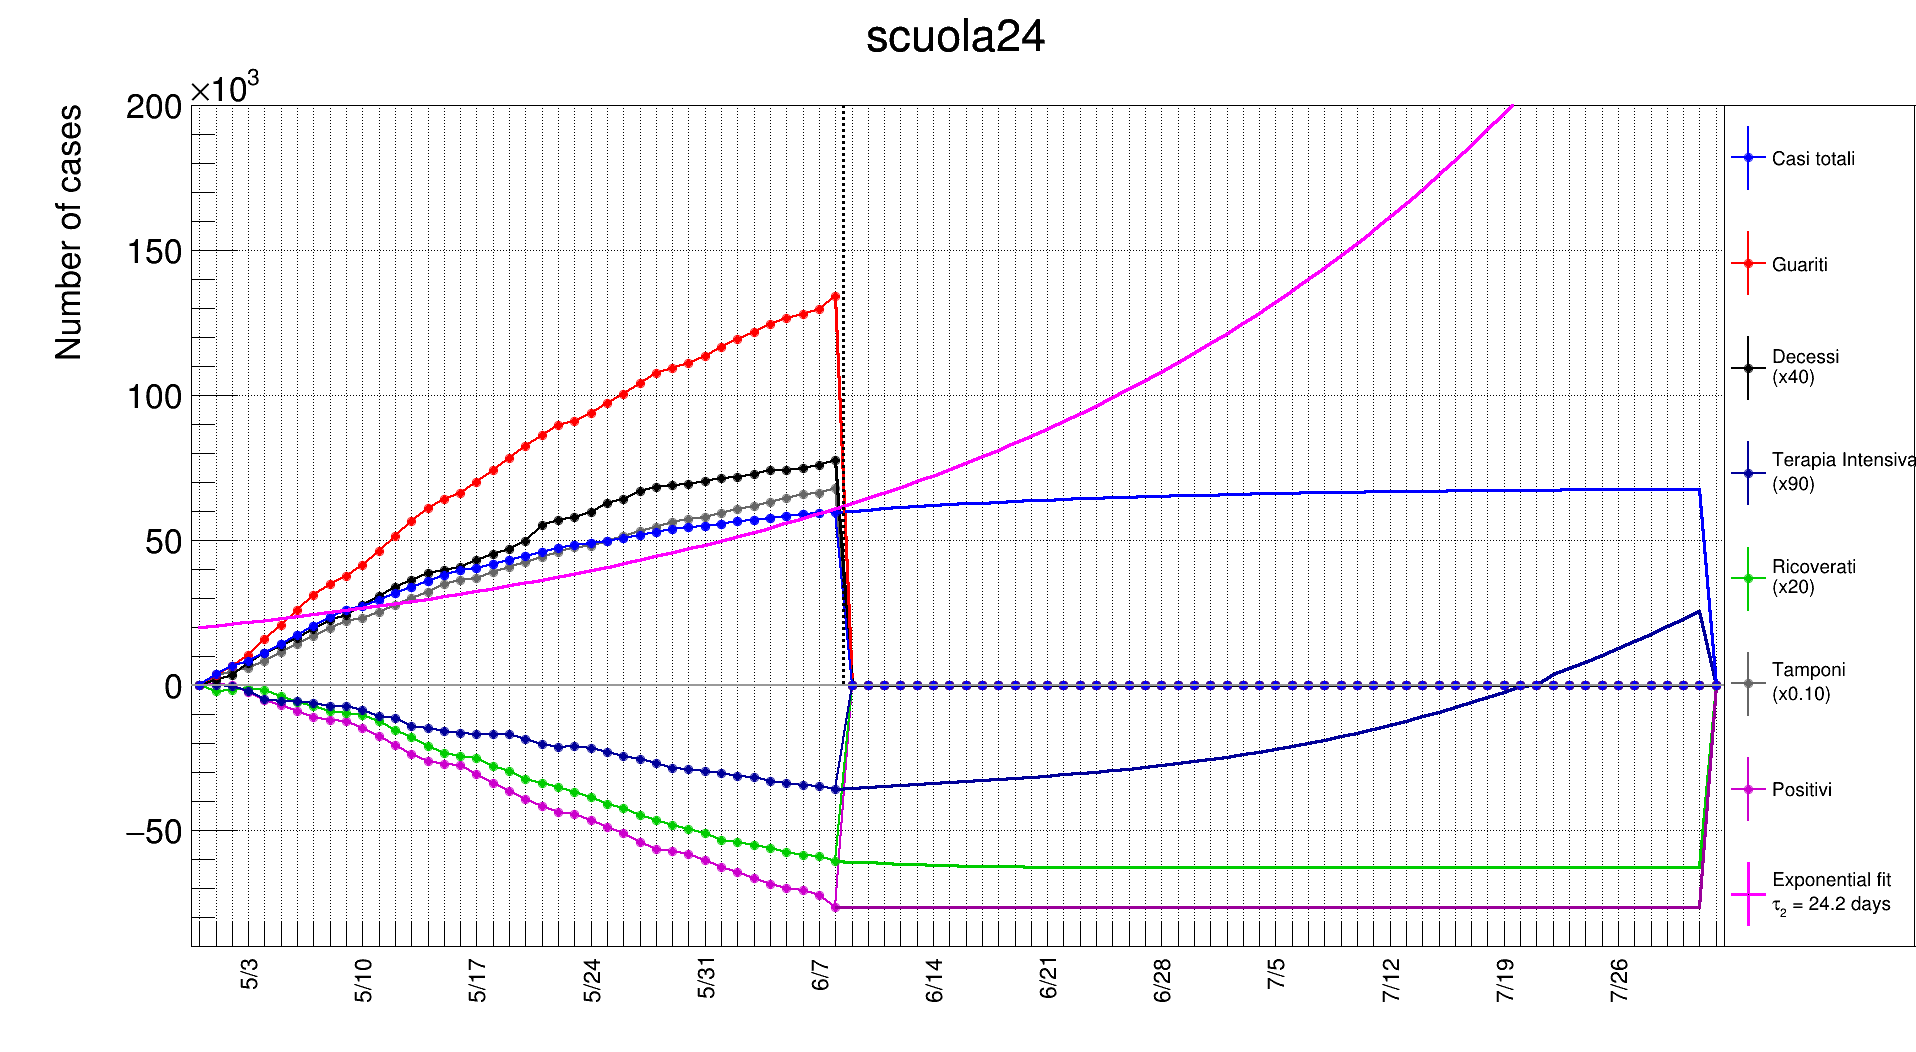 scuola24
×10³
Number of cases
200
150
100
50
0
−50
5/3
5/10
5/17
5/24
5/31
6/7
6/14
6/21
6/28
7/5
7/12
7/19
7/26
Casi totali
Guariti
Decessi
(x40)
Terapia Intensiva
(x90)
Ricoverati
(x20)
Tamponi
(x0.10)
Positivi
Exponential fit
τ₂ = 24.2 days